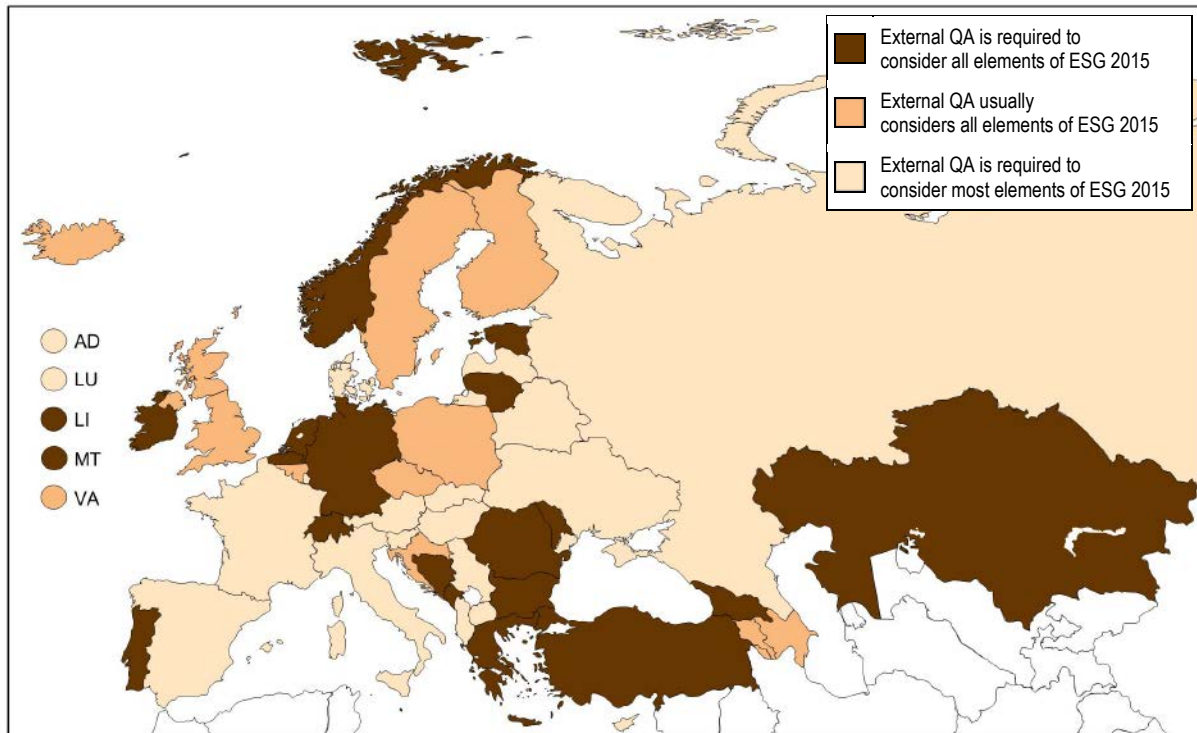 External QA is required to
consider all elements of ESG 2015
External QA usually
considers all elements of ESG 2015
External QA is required to
consider most elements of ESG 2015
AD
LU
LI
MT
VA